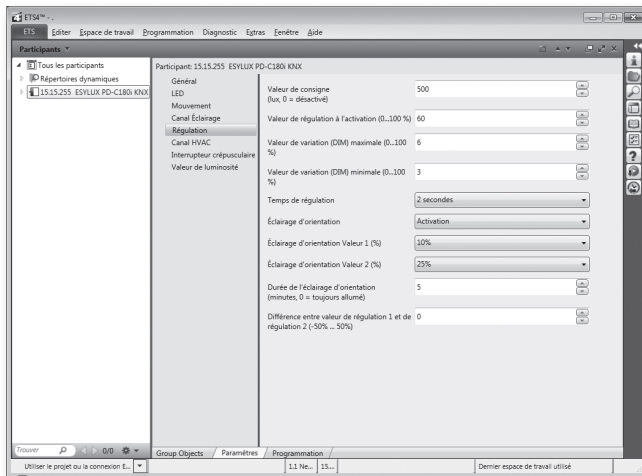 ETS4™ - .
ETS Editer Espace de travail Programmation Diagnostic Extras Fenêtre Aide
Participants
Tous les participants
Répertoires dynamiques
15.15.255 ESYLUX PD-C180i KNX
Participant: 15.15.255 ESYLUX PD-C180i KNX
Général
LED
Mouvement
Canal Éclairage
Régulation
Canal HVAC
Interrupteur crépusculaire
Valeur de luminosité
Valeur de consigne 500
(lux, 0 = désactivé)
Valeur de régulation à l'activation (0...100 %) 60
Valeur de variation (DIM) maximale (0...100 6
%)
Valeur de variation (DIM) minimale (0...100 3
%)
Temps de régulation 2 secondes
Éclairage d'orientation Activation
Éclairage d'orientation Valeur 1 (%) 10%
Éclairage d'orientation Valeur 2 (%) 25%
Durée de l'éclairage d'orientation 5
(minutes, 0 = toujours allumé)
Différence entre valeur de régulation 1 et de 0
régulation 2 (-50% ... 50%)
Trouver 0/0
Group Objects Paramètres Programmation
Utiliser le projet ou la connexion E... 1.1 Ne... 15.... Dernier espace de travail utilisé